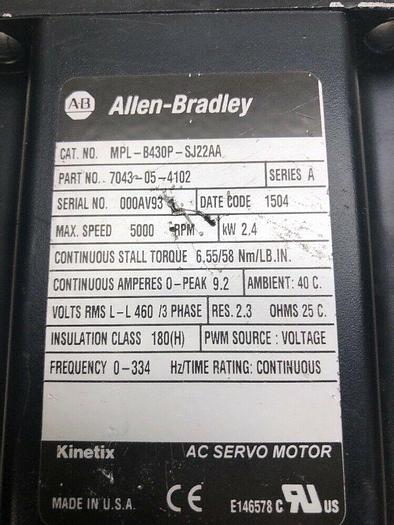 A-B Allen-Bradley
CAT. NO. MPL-B430P-SJ22AA
PART NO. 7043-05-4102 SERIES A
SERIAL NO. 000AV93 DATE CODE 1504
MAX. SPEED 5000 RPM kW 2.4
CONTINUOUS STALL TORQUE 6,55/58 Nm/LB.IN.
CONTINUOUS AMPERES 0-PEAK 9.2 AMBIENT: 40 C.
VOLTS RMS L-L 460 /3 PHASE RES. 2.3 OHMS 25 C.
INSULATION CLASS 180(H) PWM SOURCE : VOLTAGE
FREQUENCY 0-334 Hz/TIME RATING: CONTINUOUS
Kinetix AC SERVO MOTOR
MADE IN U.S.A. CE E146578 C RU US